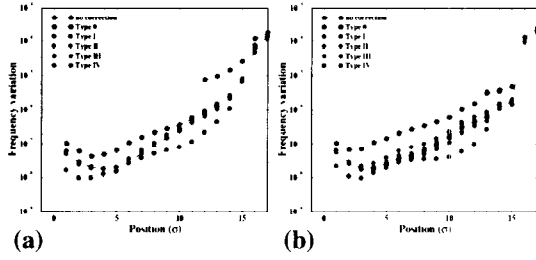 no correction
Type 0
Type I
Type II
Type III
Type IV
Frequency variation
0 5 10 15
Position (σ)
(a)
no correction
Type 0
Type I
Type II
Type III
Type IV
Frequency variation
0 5 10 15
Position (σ)
(b)